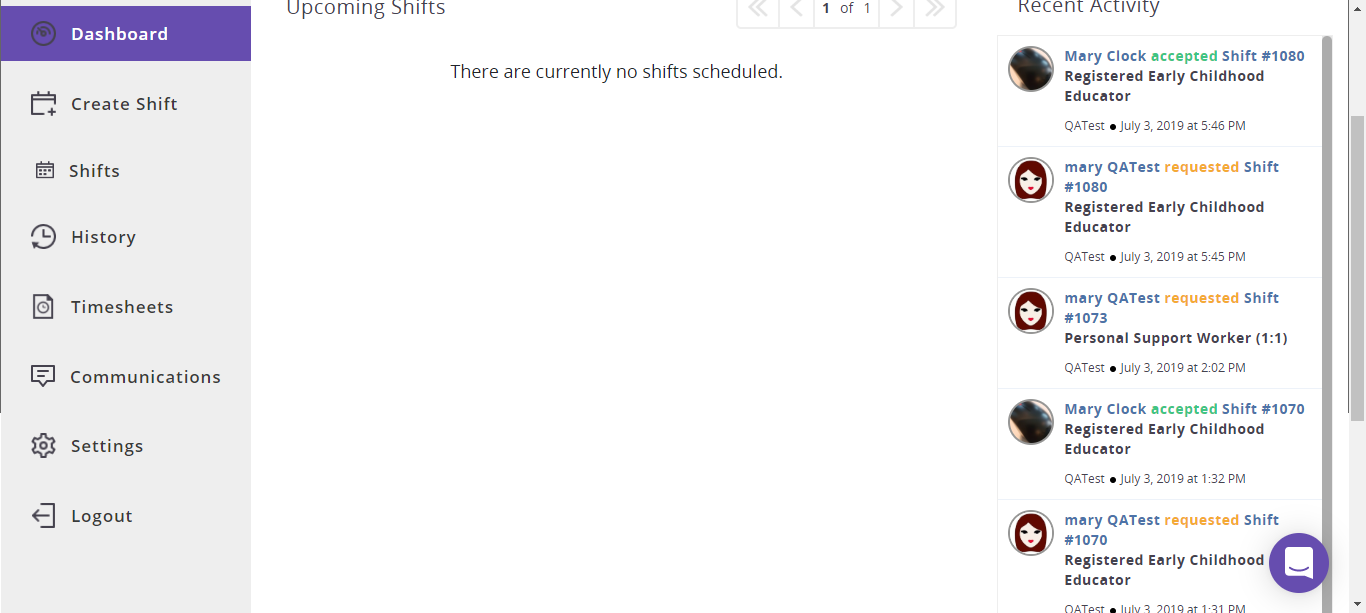 Dashboard
Create Shift
Shifts
History
Timesheets
Communications
Settings
Logout
Upcoming Shifts
1 of 1
There are currently no shifts scheduled.
Recent Activity
Mary Clock accepted Shift #1080
Registered Early Childhood
Educator
QATest ● July 3, 2019 at 5:46 PM
mary QATest requested Shift
#1080
Registered Early Childhood
Educator
QATest ● July 3, 2019 at 5:45 PM
mary QATest requested Shift
#1073
Personal Support Worker (1:1)
QATest ● July 3, 2019 at 2:02 PM
Mary Clock accepted Shift #1070
Registered Early Childhood
Educator
QATest ● July 3, 2019 at 1:32 PM
mary QATest requested Shift
#1070
Registered Early Childhood
Educator
QATest ● July 3, 2019 at 1:31 PM